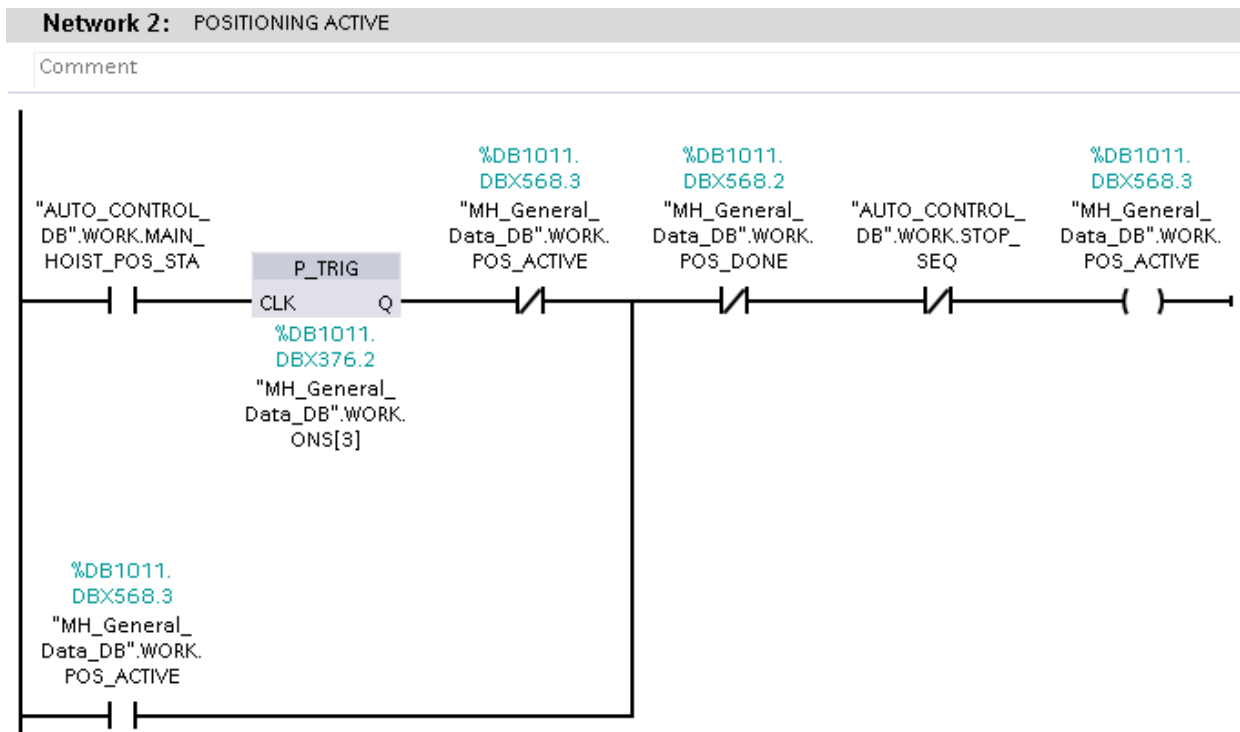 Network 2: POSITIONING ACTIVE
Comment
"AUTO_CONTROL_
DB".WORK.MAIN_
HOIST_POS_STA
P_TRIG
CLK Q
%DB1011.
DBX376.2
"MH_General_
Data_DB".WORK.
ONS[3]
%DB1011.
DBX568.3
"MH_General_
Data_DB".WORK.
POS_ACTIVE
%DB1011.
DBX568.2
"MH_General_
Data_DB".WORK.
POS_DONE
"AUTO_CONTROL_
DB".WORK.STOP_
SEQ
%DB1011.
DBX568.3
"MH_General_
Data_DB".WORK.
POS_ACTIVE
%DB1011.
DBX568.3
"MH_General_
Data_DB".WORK.
POS_ACTIVE